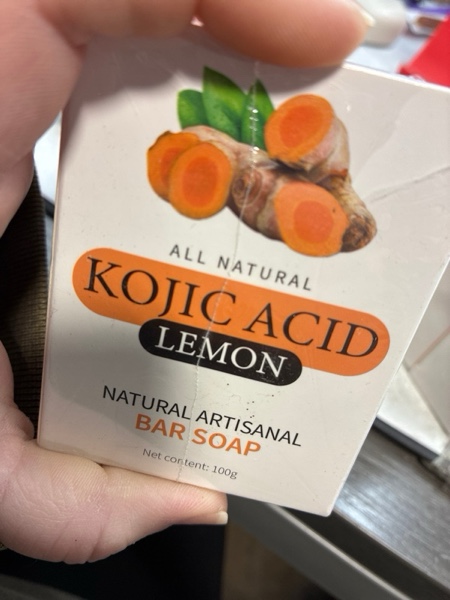 ALL NATURAL
KOJIC ACID
LEMON
NATURAL ARTISANAL
BAR SOAP
Net content: 100g